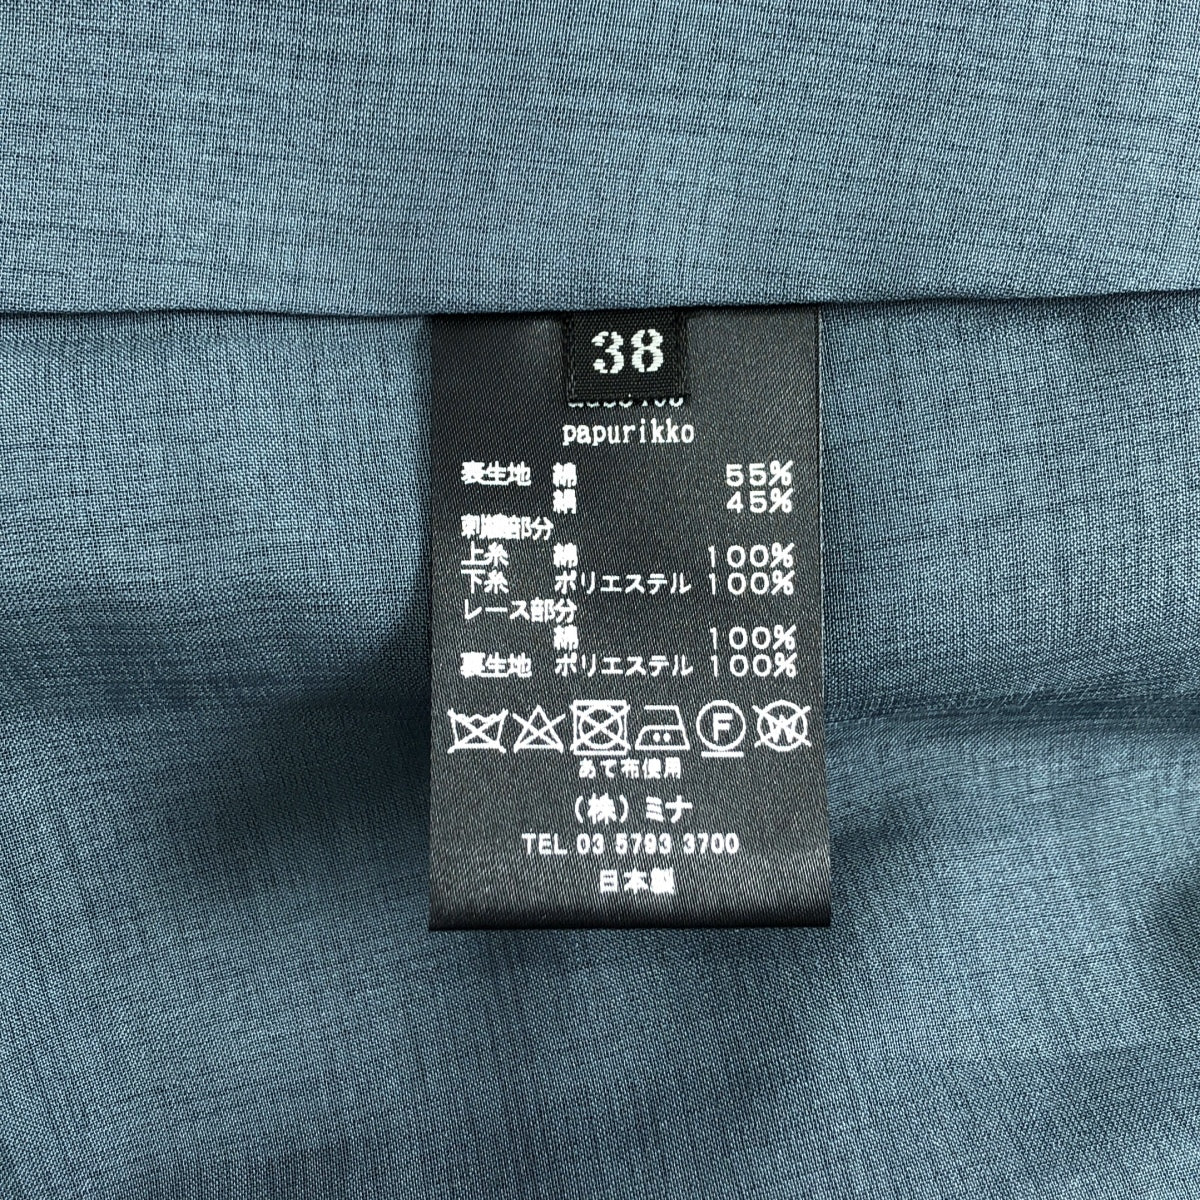 38
papurikko
表生地 綿 55%
絹 45%
刺繍部分
上糸 綿 100%
下糸 ポリエステル 100%
レース部分
綿 100%
裏生地 ポリエステル 100%
F W
あて布使用
(株)ミナ
TEL 03 5793 3700
日本製